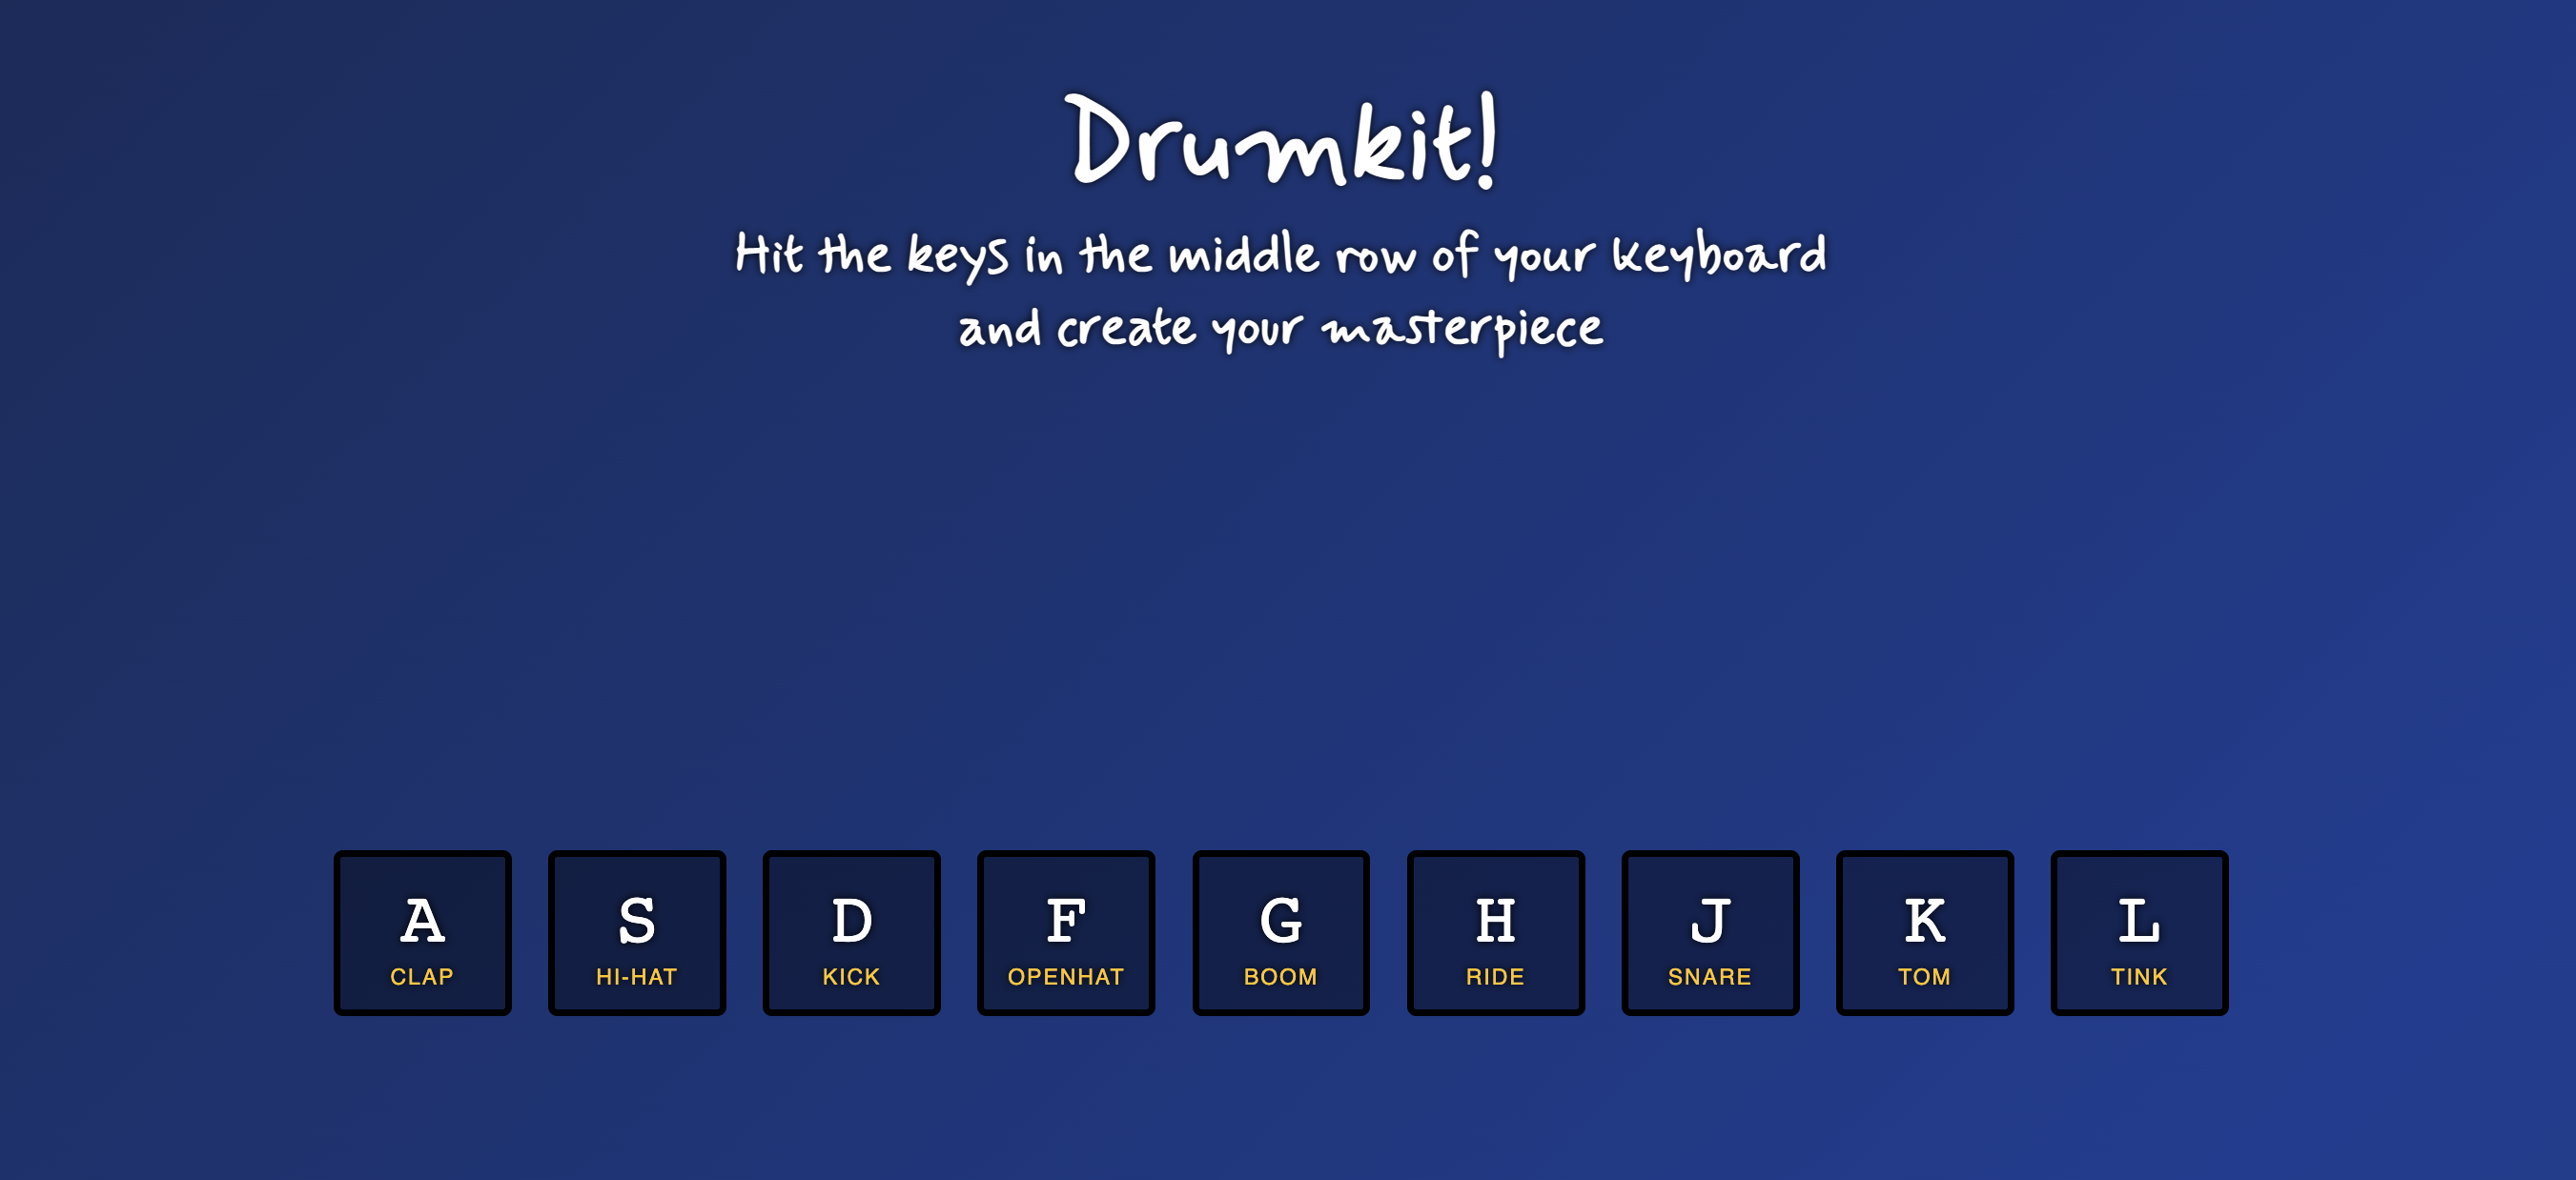 Drumkit!
Hit the keys in the middle row of your keyboard
and create your masterpiece
A
CLAP
S
HI-HAT
D
KICK
F
OPENHAT
G
BOOM
H
RIDE
J
SNARE
K
TOM
L
TINK